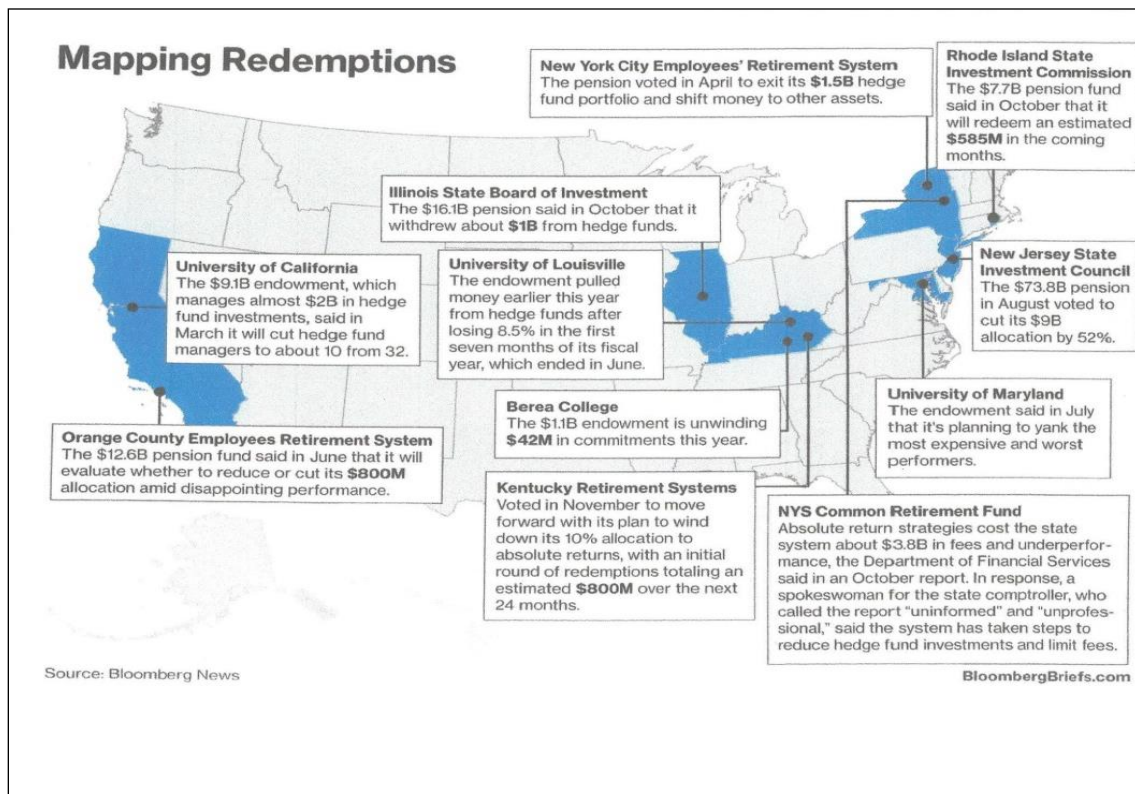 Mapping Redemptions
New York City Employees' Retirement System
The pension voted in April to exit its $1.5B hedge
fund portfolio and shift money to other assets.
Rhode Island State
Investment Commission
The $7.7B pension fund
said in October that it
will redeem an estimated
$585M in the coming
months.
Illinois State Board of Investment
The $16.1B pension said in October that it
withdrew about $1B from hedge funds.
University of California
The $9.1B endowment, which
manages almost $2B in hedge
fund investments, said in
March it will cut hedge fund
managers to about 10 from 32.
University of Louisville
The endowment pulled
money earlier this year
from hedge funds after
losing 8.5% in the first
seven months of its fiscal
year, which ended in June.
New Jersey State
Investment Council
The $73.8B pension
in August voted to
cut its $9B
allocation by 52%.
Berea College
The $1.1B endowment is unwinding
$42M in commitments this year.
University of Maryland
The endowment said in July
that it's planning to yank the
most expensive and worst
performers.
Orange County Employees Retirement System
The $12.6B pension fund said in June that it will
evaluate whether to reduce or cut its $800M
allocation amid disappointing performance.
Kentucky Retirement Systems
Voted in November to move
forward with its plan to wind
down its 10% allocation to
absolute returns, with an initial
round of redemptions totaling an
estimated $800M over the next
24 months.
NYS Common Retirement Fund
Absolute return strategies cost the state
system about $3.8B in fees and underperfor-
mance, the Department of Financial Services
said in an October report. In response, a
spokeswoman for the state comptroller, who
called the report "uninformed" and "unprofes-
sional," said the system has taken steps to
reduce hedge fund investments and limit fees.
Source: Bloomberg News
BloombergBriefs.com